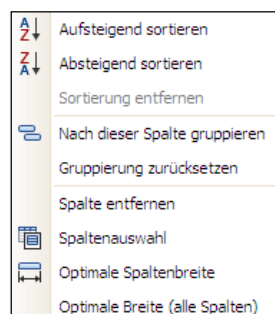 Aufsteigend sortieren
Absteigend sortieren
Sortierung entfernen
Nach dieser Spalte gruppieren
Gruppierung zurücksetzen
Spalte entfernen
Spaltenauswahl
Optimale Spaltenbreite
Optimale Breite (alle Spalten)